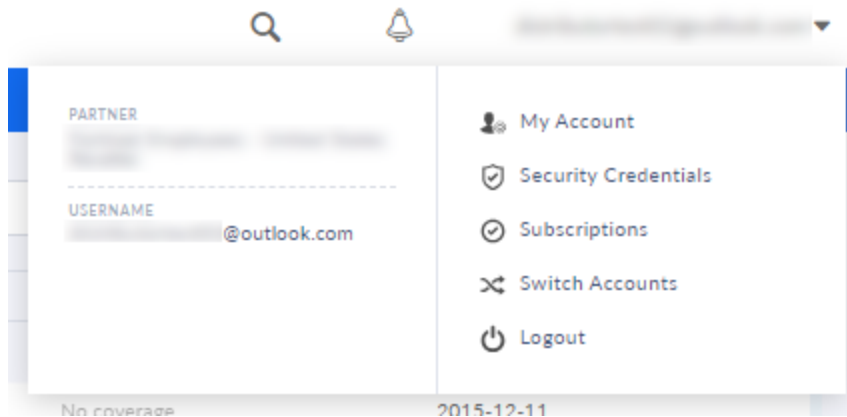 PARTNER
USERNAME
@outlook.com
My Account
Security Credentials
Subscriptions
Switch Accounts
Logout
No coverage
2015-12-11